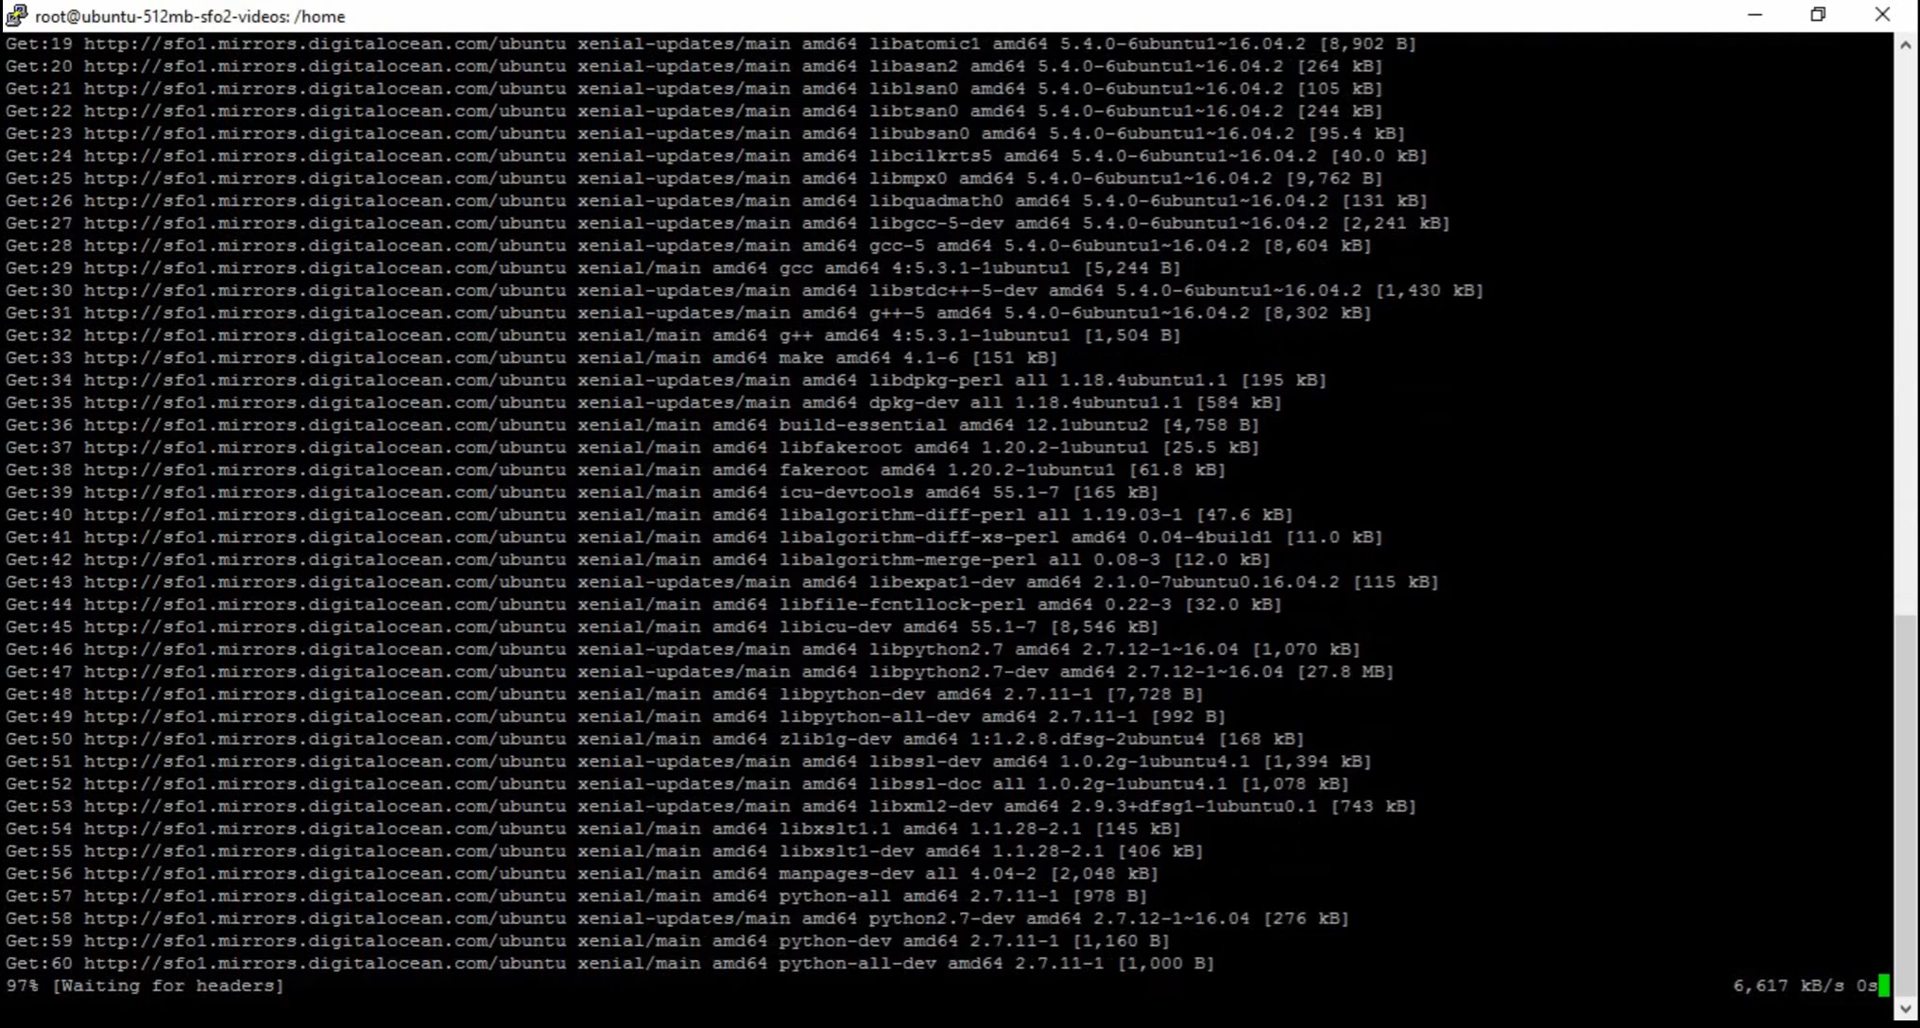 root@ubuntu-512mb-sfo2-videos: /home
Get:19 http://sfo1.mirrors.digitalocean.com/ubuntu xenial-updates/main amd64 libatomic1 amd64 5.4.0-6ubuntu1~16.04.2 [8,902 B]
Get:20 http://sfo1.mirrors.digitalocean.com/ubuntu xenial-updates/main amd64 libasan2 amd64 5.4.0-6ubuntu1~16.04.2 [264 kB]
Get:21 http://sfo1.mirrors.digitalocean.com/ubuntu xenial-updates/main amd64 liblsan0 amd64 5.4.0-6ubuntu1~16.04.2 [105 kB]
Get:22 http://sfo1.mirrors.digitalocean.com/ubuntu xenial-updates/main amd64 libtsan0 amd64 5.4.0-6ubuntu1~16.04.2 [244 kB]
Get:23 http://sfo1.mirrors.digitalocean.com/ubuntu xenial-updates/main amd64 libubsan0 amd64 5.4.0-6ubuntu1~16.04.2 [95.4 kB]
Get:24 http://sfo1.mirrors.digitalocean.com/ubuntu xenial-updates/main amd64 libcilkrts5 amd64 5.4.0-6ubuntu1~16.04.2 [40.0 kB]
Get:25 http://sfo1.mirrors.digitalocean.com/ubuntu xenial-updates/main amd64 libmpx0 amd64 5.4.0-6ubuntu1~16.04.2 [9,762 B]
Get:26 http://sfo1.mirrors.digitalocean.com/ubuntu xenial-updates/main amd64 libquadmath0 amd64 5.4.0-6ubuntu1~16.04.2 [131 kB]
Get:27 http://sfo1.mirrors.digitalocean.com/ubuntu xenial-updates/main amd64 libgcc-5-dev amd64 5.4.0-6ubuntu1~16.04.2 [2,241 kB]
Get:28 http://sfo1.mirrors.digitalocean.com/ubuntu xenial-updates/main amd64 gcc-5 amd64 5.4.0-6ubuntu1~16.04.2 [8,604 kB]
Get:29 http://sfo1.mirrors.digitalocean.com/ubuntu xenial/main amd64 gcc amd64 4:5.3.1-1ubuntu1 [5,244 B]
Get:30 http://sfo1.mirrors.digitalocean.com/ubuntu xenial-updates/main amd64 libstdc++-5-dev amd64 5.4.0-6ubuntu1~16.04.2 [1,430 kB]
Get:31 http://sfo1.mirrors.digitalocean.com/ubuntu xenial-updates/main amd64 g++-5 amd64 5.4.0-6ubuntu1~16.04.2 [8,302 kB]
Get:32 http://sfo1.mirrors.digitalocean.com/ubuntu xenial/main amd64 g++ amd64 4:5.3.1-1ubuntu1 [1,504 B]
Get:33 http://sfo1.mirrors.digitalocean.com/ubuntu xenial/main amd64 make amd64 4.1-6 [151 kB]
Get:34 http://sfo1.mirrors.digitalocean.com/ubuntu xenial-updates/main amd64 libdpkg-perl all 1.18.4ubuntu1.1 [195 kB]
Get:35 http://sfo1.mirrors.digitalocean.com/ubuntu xenial-updates/main amd64 dpkg-dev all 1.18.4ubuntu1.1 [584 kB]
Get:36 http://sfo1.mirrors.digitalocean.com/ubuntu xenial/main amd64 build-essential amd64 12.1ubuntu2 [4,758 B]
Get:37 http://sfo1.mirrors.digitalocean.com/ubuntu xenial/main amd64 libfakeroot amd64 1.20.2-1ubuntu1 [25.5 kB]
Get:38 http://sfo1.mirrors.digitalocean.com/ubuntu xenial/main amd64 fakeroot amd64 1.20.2-1ubuntu1 [61.8 kB]
Get:39 http://sfo1.mirrors.digitalocean.com/ubuntu xenial/main amd64 icu-devtools amd64 55.1-7 [165 kB]
Get:40 http://sfo1.mirrors.digitalocean.com/ubuntu xenial/main amd64 libalgorithm-diff-perl all 1.19.03-1 [47.6 kB]
Get:41 http://sfo1.mirrors.digitalocean.com/ubuntu xenial/main amd64 libalgorithm-diff-xs-perl amd64 0.04-4build1 [11.0 kB]
Get:42 http://sfo1.mirrors.digitalocean.com/ubuntu xenial/main amd64 libalgorithm-merge-perl all 0.08-3 [12.0 kB]
Get:43 http://sfo1.mirrors.digitalocean.com/ubuntu xenial-updates/main amd64 libexpat1-dev amd64 2.1.0-7ubuntu0.16.04.2 [115 kB]
Get:44 http://sfo1.mirrors.digitalocean.com/ubuntu xenial/main amd64 libfile-fcntllock-perl amd64 0.22-3 [32.0 kB]
Get:45 http://sfo1.mirrors.digitalocean.com/ubuntu xenial/main amd64 libicu-dev amd64 55.1-7 [8,546 kB]
Get:46 http://sfo1.mirrors.digitalocean.com/ubuntu xenial-updates/main amd64 libpython2.7 amd64 2.7.12-1~16.04 [1,070 kB]
Get:47 http://sfo1.mirrors.digitalocean.com/ubuntu xenial-updates/main amd64 libpython2.7-dev amd64 2.7.12-1~16.04 [27.8 MB]
Get:48 http://sfo1.mirrors.digitalocean.com/ubuntu xenial/main amd64 libpython-dev amd64 2.7.11-1 [7,728 B]
Get:49 http://sfo1.mirrors.digitalocean.com/ubuntu xenial/main amd64 libpython-all-dev amd64 2.7.11-1 [992 B]
Get:50 http://sfo1.mirrors.digitalocean.com/ubuntu xenial/main amd64 zlib1g-dev amd64 1:1.2.8.dfsg-2ubuntu4 [168 kB]
Get:51 http://sfo1.mirrors.digitalocean.com/ubuntu xenial-updates/main amd64 libssl-dev amd64 1.0.2g-1ubuntu4.1 [1,394 kB]
Get:52 http://sfo1.mirrors.digitalocean.com/ubuntu xenial-updates/main amd64 libssl-doc all 1.0.2g-1ubuntu4.1 [1,078 kB]
Get:53 http://sfo1.mirrors.digitalocean.com/ubuntu xenial-updates/main amd64 libxml2-dev amd64 2.9.3+dfsg1-1ubuntu0.1 [743 kB]
Get:54 http://sfo1.mirrors.digitalocean.com/ubuntu xenial/main amd64 libxslt1.1 amd64 1.1.28-2.1 [145 kB]
Get:55 http://sfo1.mirrors.digitalocean.com/ubuntu xenial/main amd64 libxslt1-dev amd64 1.1.28-2.1 [406 kB]
Get:56 http://sfo1.mirrors.digitalocean.com/ubuntu xenial/main amd64 manpages-dev all 4.04-2 [2,048 kB]
Get:57 http://sfo1.mirrors.digitalocean.com/ubuntu xenial/main amd64 python-all amd64 2.7.11-1 [978 B]
Get:58 http://sfo1.mirrors.digitalocean.com/ubuntu xenial-updates/main amd64 python2.7-dev amd64 2.7.12-1~16.04 [276 kB]
Get:59 http://sfo1.mirrors.digitalocean.com/ubuntu xenial/main amd64 python-dev amd64 2.7.11-1 [1,160 B]
Get:60 http://sfo1.mirrors.digitalocean.com/ubuntu xenial/main amd64 python-all-dev amd64 2.7.11-1 [1,000 B]
97% [Waiting for headers] 6,617 kB/s 0s